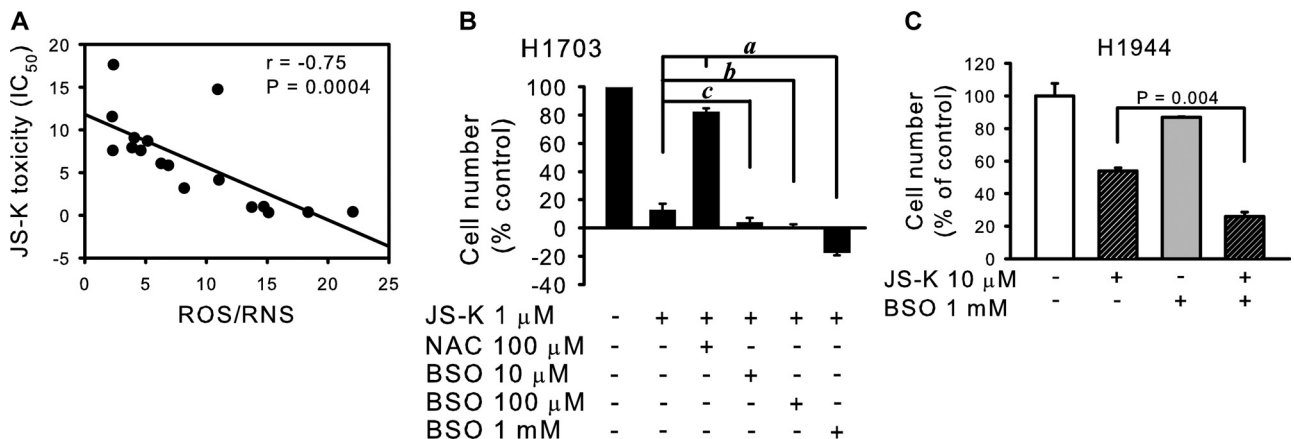 A
JS-K toxicity (IC50)
20
15
10
5
0
-5
r = -0.75
P = 0.0004
0 5 10 15 20 25
ROS/RNS
B
H1703
a
b
c
Cell number
(% control)
100
80
60
40
20
0
-20
-40
JS-K 1 μM - + + + + +
NAC 100 μM - - + - - -
BSO 10 μM - - - + - -
BSO 100 μM - - - - + -
BSO 1 mM - - - - - +
C
H1944
P = 0.004
Cell number
(% of control)
120
100
80
60
40
20
0
JS-K 10 μM - + - +
BSO 1 mM - - + +